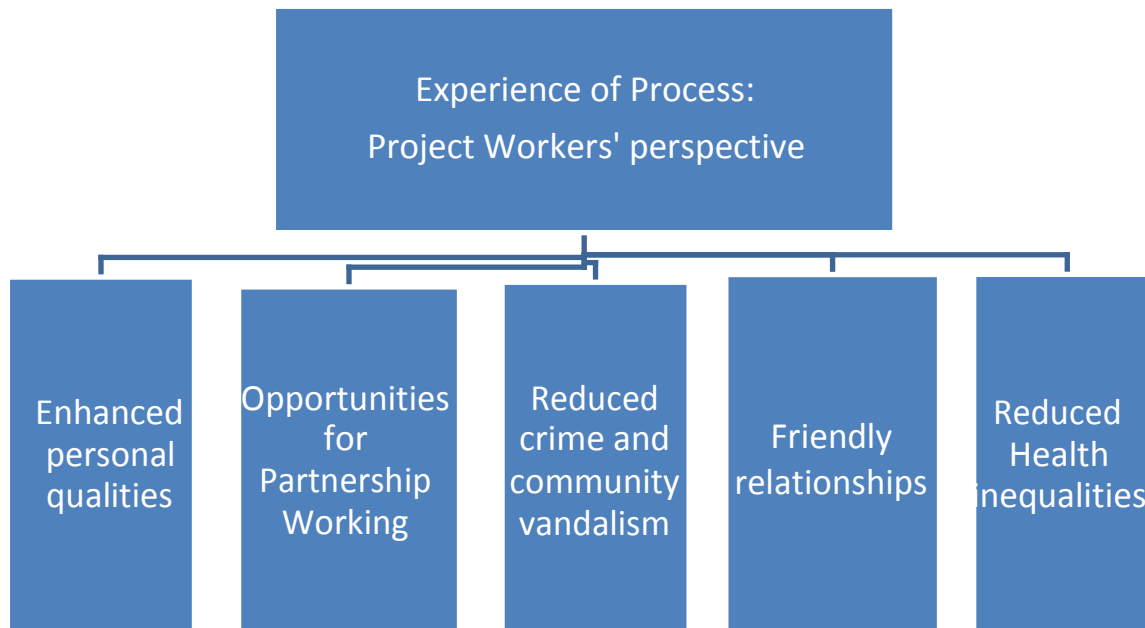 Experience of Process:
Project Workers' perspective
Enhanced
personal
qualities
Opportunities
for
Partnership
Working
Reduced
crime and
community
vandalism
Friendly
relationships
Reduced
Health
inequalities